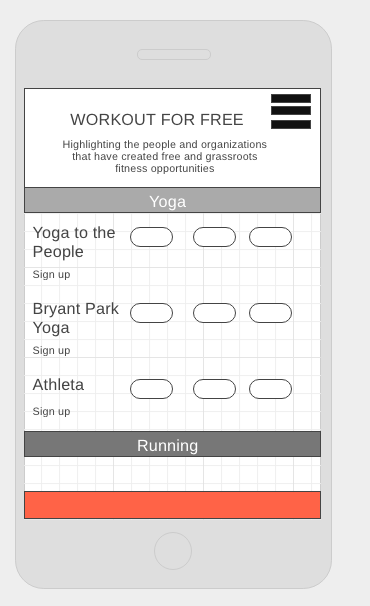 WORKOUT FOR FREE
Highlighting the people and organizations
that have created free and grassroots
fitness opportunities
Yoga
Yoga to the
People
Sign up
Bryant Park
Yoga
Sign up
Athleta
Sign up
Running